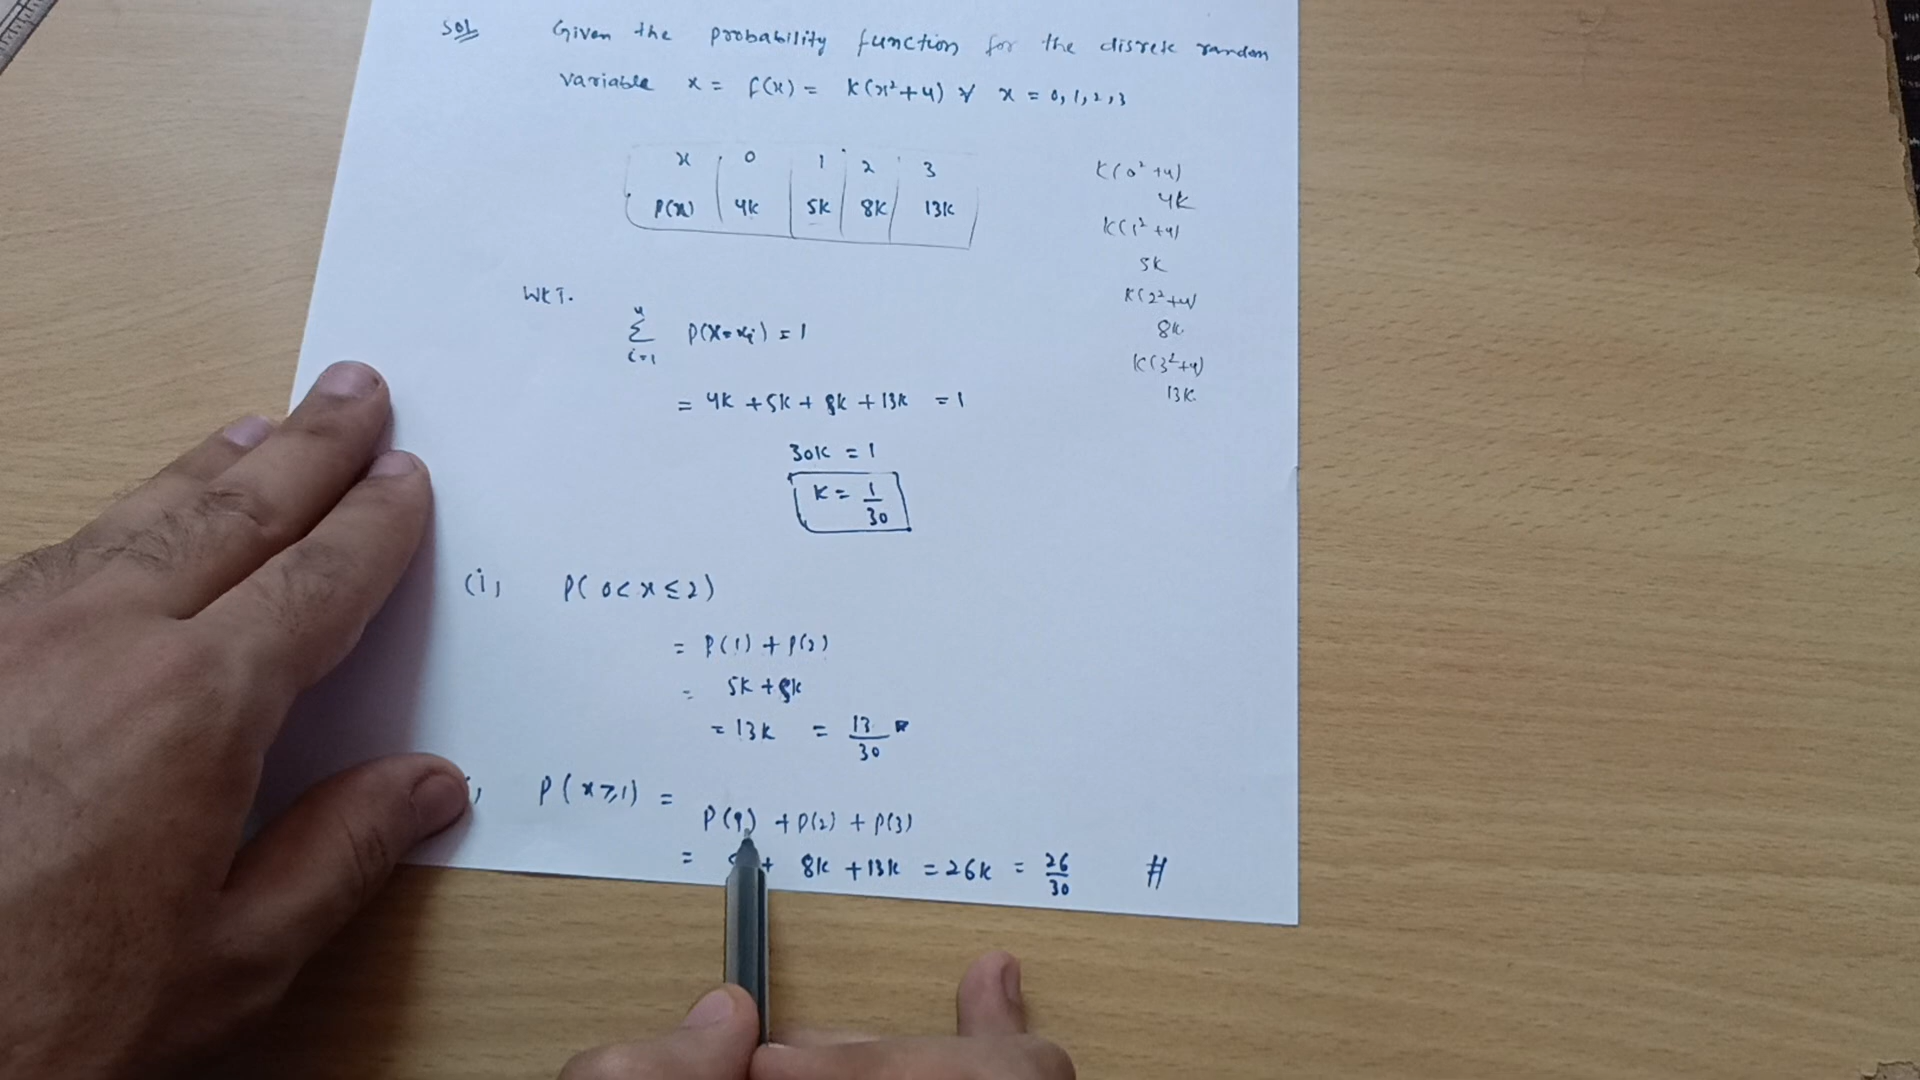 Sol Given the probability function for the disrete random
variable x = f(x) = K(x²+4) ∀ x = 0,1,2,3
x 0 1 2 3
P(x) 4K 5K 8K 13K
K(0²+4)
4K
K(1²+4)
5K
K(2²+4)
8K
K(3²+4)
13K
WKT.
4
Σ P(X=xi) = 1
i=1
= 4K + 5K + 8K + 13K = 1
30K = 1
K = 1/30
(i) P(0<x≤2)
= P(1) + P(2)
= 5K + 8K
= 13K = 13/30
P(x≥1) =
P(1) + P(2) + P(3)
= + 8K + 13K = 26K = 26/30 #